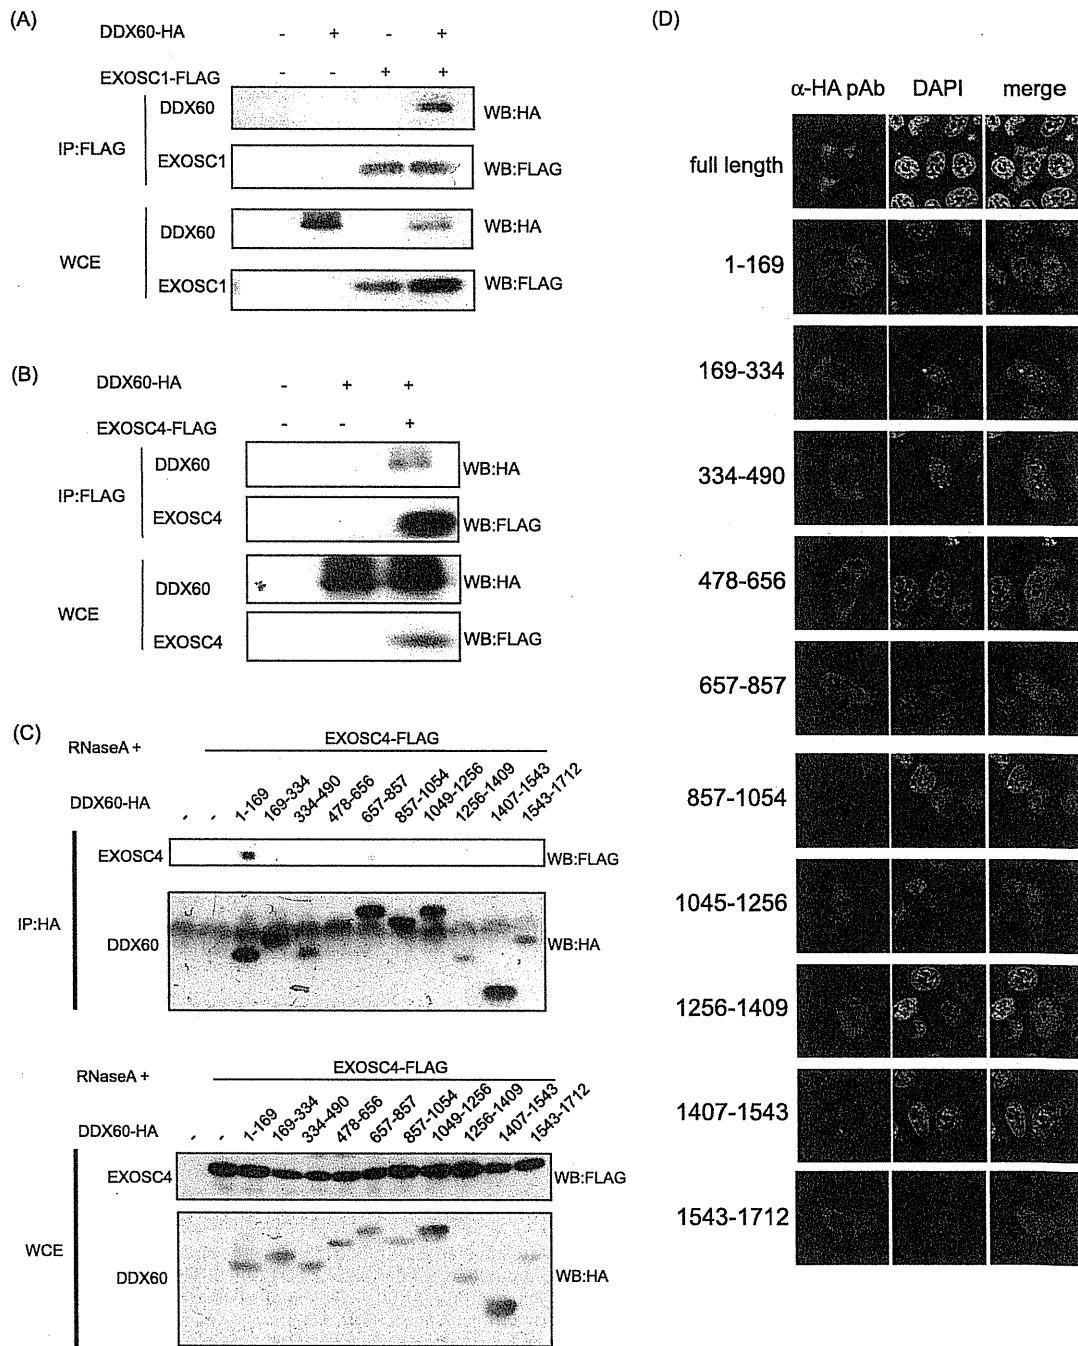 (A)
DDX60-HA - + - +
EXOSC1-FLAG - - + +
IP:FLAG
DDX60 WB:HA
EXOSC1 WB:FLAG
WCE
DDX60 WB:HA
EXOSC1 WB:FLAG
(B)
DDX60-HA - + +
EXOSC4-FLAG - - +
IP:FLAG
DDX60 WB:HA
EXOSC4 WB:FLAG
WCE
DDX60 WB:HA
EXOSC4 WB:FLAG
(C)
RNaseA + EXOSC4-FLAG
DDX60-HA - - 1-169 169-334 334-490 478-656 657-857 857-1054 1049-1256 1256-1409 1407-1543 1543-1712
IP:HA
EXOSC4 WB:FLAG
DDX60 WB:HA
RNaseA + EXOSC4-FLAG
DDX60-HA - - 1-169 169-334 334-490 478-656 657-857 857-1054 1049-1256 1256-1409 1407-1543 1543-1712
WCE
EXOSC4 WB:FLAG
DDX60 WB:HA
(D)
α-HA pAb DAPI merge
full length
1-169
169-334
334-490
478-656
657-857
857-1054
1045-1256
1256-1409
1407-1543
1543-1712